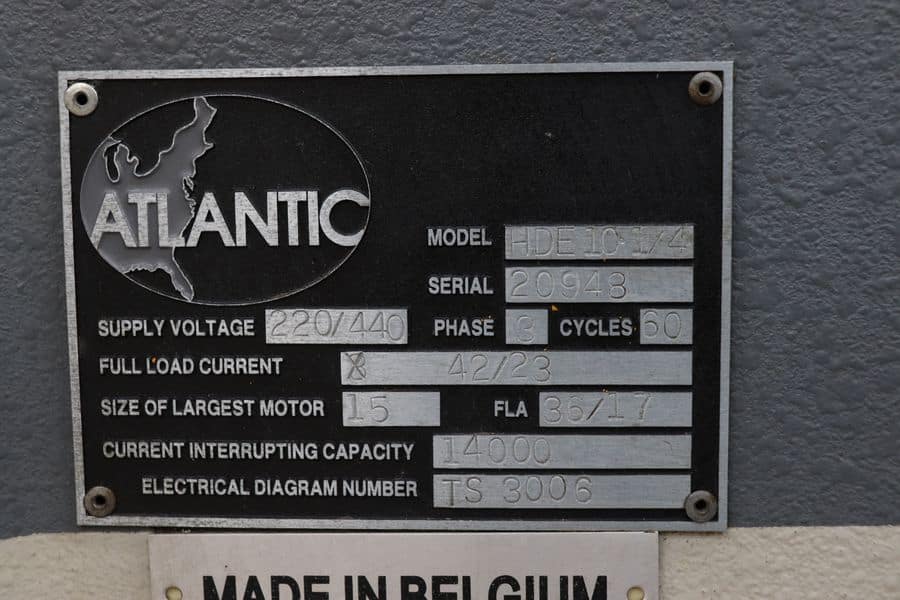 ATLANTIC
MODEL HDE 10-1/4
SERIAL 20948
SUPPLY VOLTAGE 220/440 PHASE 3 CYCLES 60
FULL LOAD CURRENT 42/23
SIZE OF LARGEST MOTOR 15 FLA 36/17
CURRENT INTERRUPTING CAPACITY 14000
ELECTRICAL DIAGRAM NUMBER TS 3006
MADE IN BELGIUM